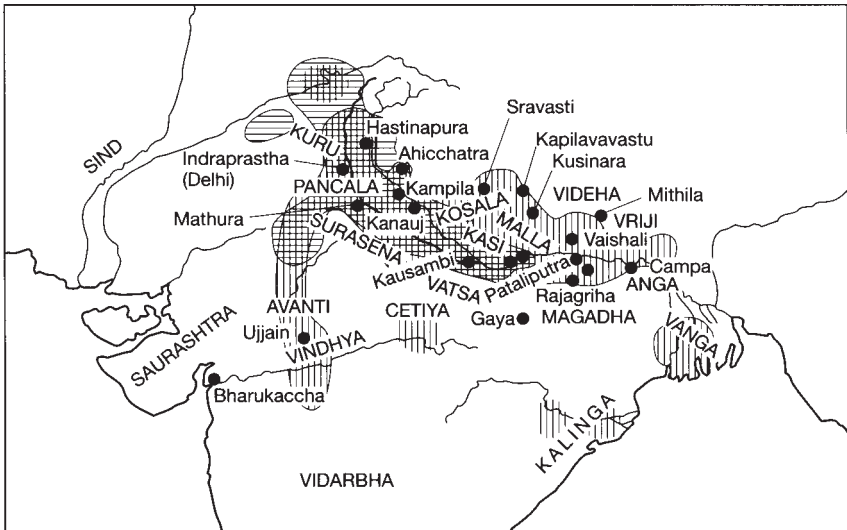 Sravasti
Hastinapura
Kapilavavastu
KURU
Ahicchatra
Kusinara
SIND
Indraprastha
(Delhi)
VIDEHA
Mithila
PANCALA
Kampila
KOSALA
Mathura
Kanauj
MALLA
VRIJI
SURASENA
KASI
Vaishali
Kausambi
VATSA
Pataliputra
Campa
ANGA
AVANTI
CETIYA
Rajagriha
SAURASHTRA
Ujjain
Gaya
MAGADHA
VINDHYA
VANGA
Bharukaccha
KALINGA
VIDARBHA